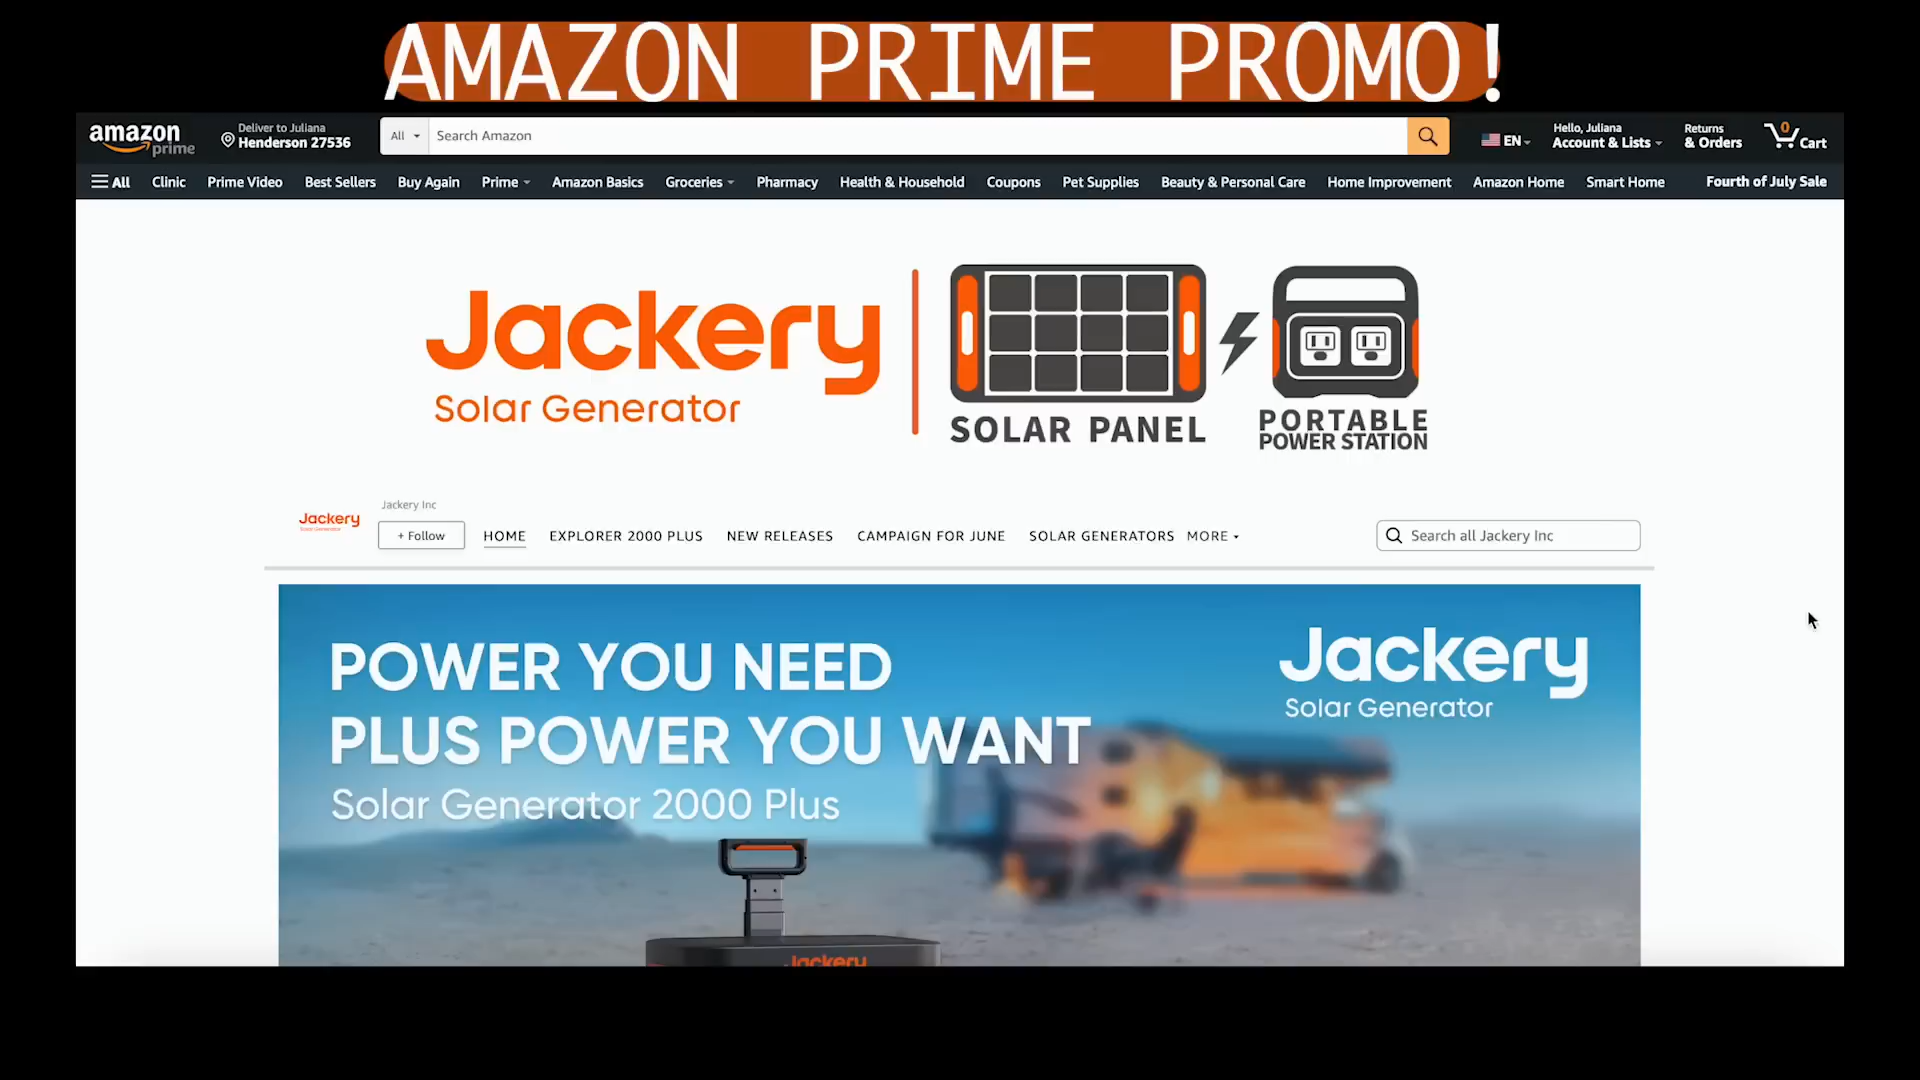 AMAZON PRIME PROMO!
amazon prime
Deliver to Juliana
Henderson 27536
All
Search Amazon
EN
Hello, Juliana
Account & Lists
Returns
& Orders
0
Cart
All Clinic Prime Video Best Sellers Buy Again Prime Amazon Basics Groceries Pharmacy Health & Household Coupons Pet Supplies Beauty & Personal Care Home Improvement Amazon Home Smart Home Fourth of July Sale
Jackery
Solar Generator
SOLAR PANEL
PORTABLE
POWER STATION
Jackery
Solar Generator
Jackery Inc
+ Follow
HOME EXPLORER 2000 PLUS NEW RELEASES CAMPAIGN FOR JUNE SOLAR GENERATORS MORE
Search all Jackery Inc
POWER YOU NEED
PLUS POWER YOU WANT
Solar Generator 2000 Plus
Jackery
Solar Generator
Jackery